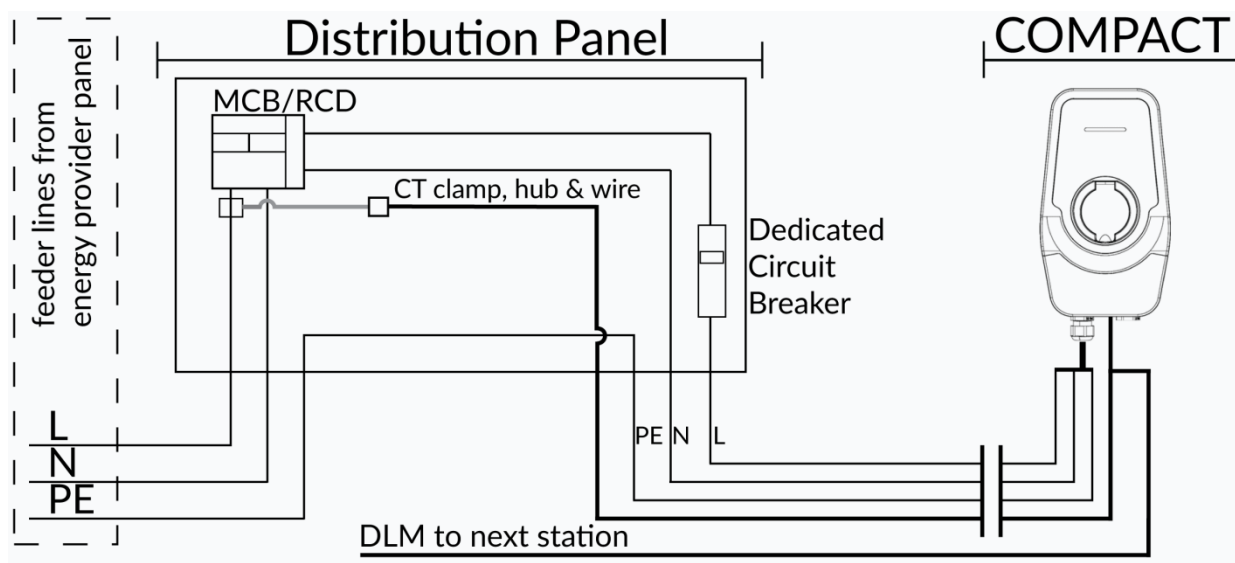 Distribution Panel
COMPACT
feeder lines from
energy provider panel
MCB/RCD
CT clamp, hub & wire
Dedicated
Circuit
Breaker
L
N
PE
PE N L
DLM to next station